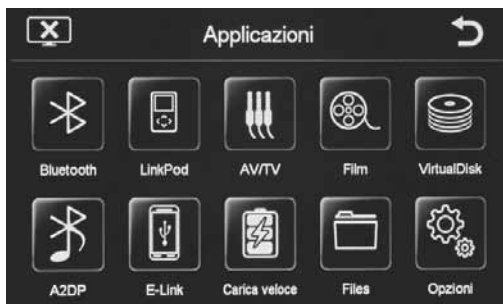 Applicazioni
Bluetooth LinkPod AV/TV Film VirtualDisk
A2DP E-Link Carica veloce Files Opzioni